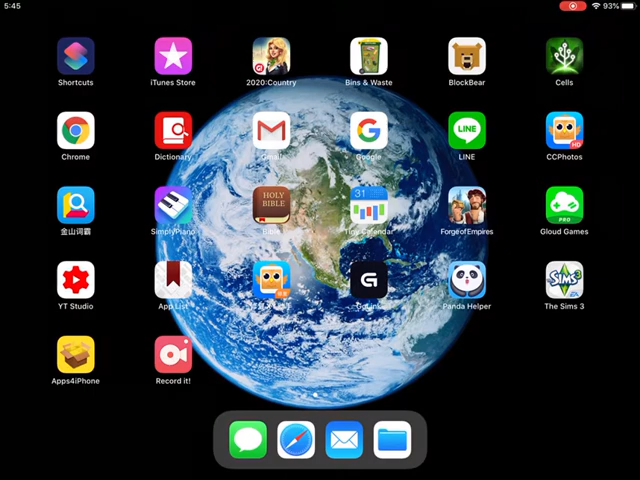 5:45
93%
Shortcuts
iTunes Store
2020:Country
Bins & Waste
BlockBear
Cells
Chrome
Dictionary
Gmail
Google
LINE
HD
CCPhotos
金山词霸
HOLY
BIBLE
SimplyPiano
Bible
31
Tiny Calendar
ForgeofEmpires
PRO
Gloud Games
YT Studio
App List
Panda Helper
The Sims 3
Apps4iPhone
Record it!